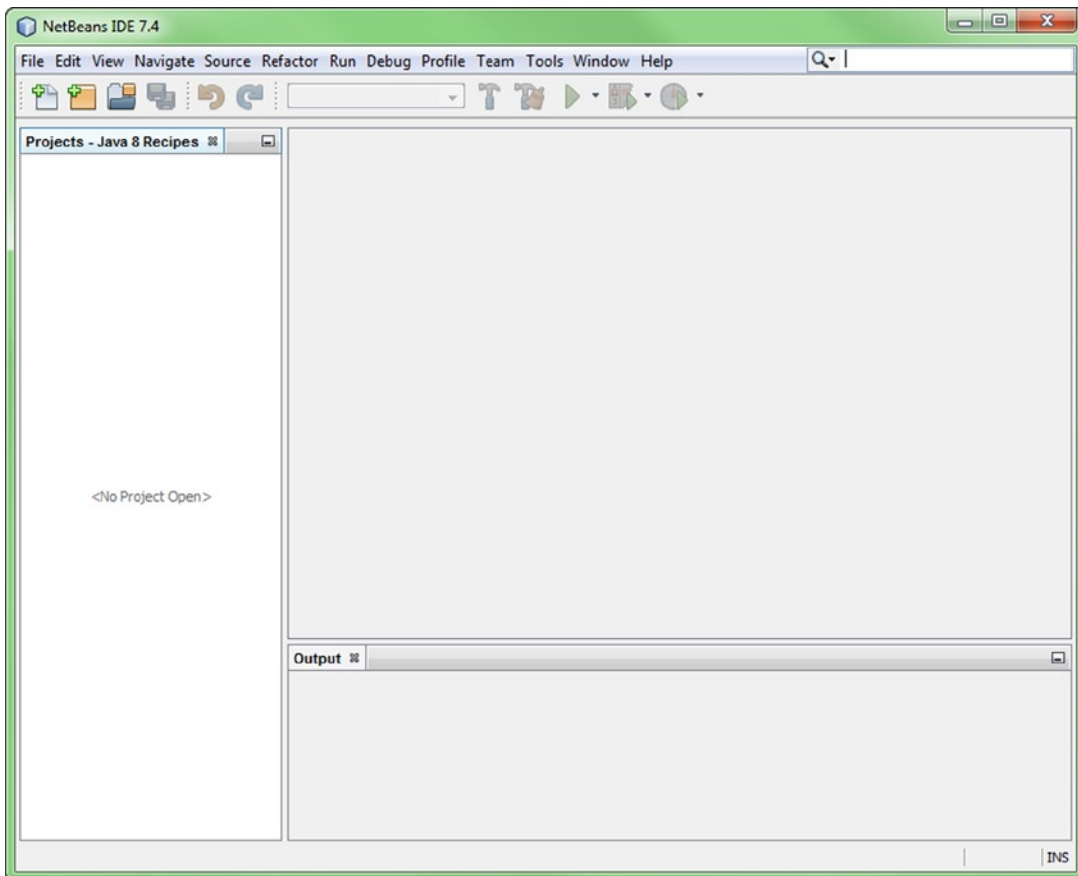 NetBeans IDE 7.4
File Edit View Navigate Source Refactor Run Debug Profile Team Tools Window Help
Projects - Java 8 Recipes
<No Project Open>
Output
INS